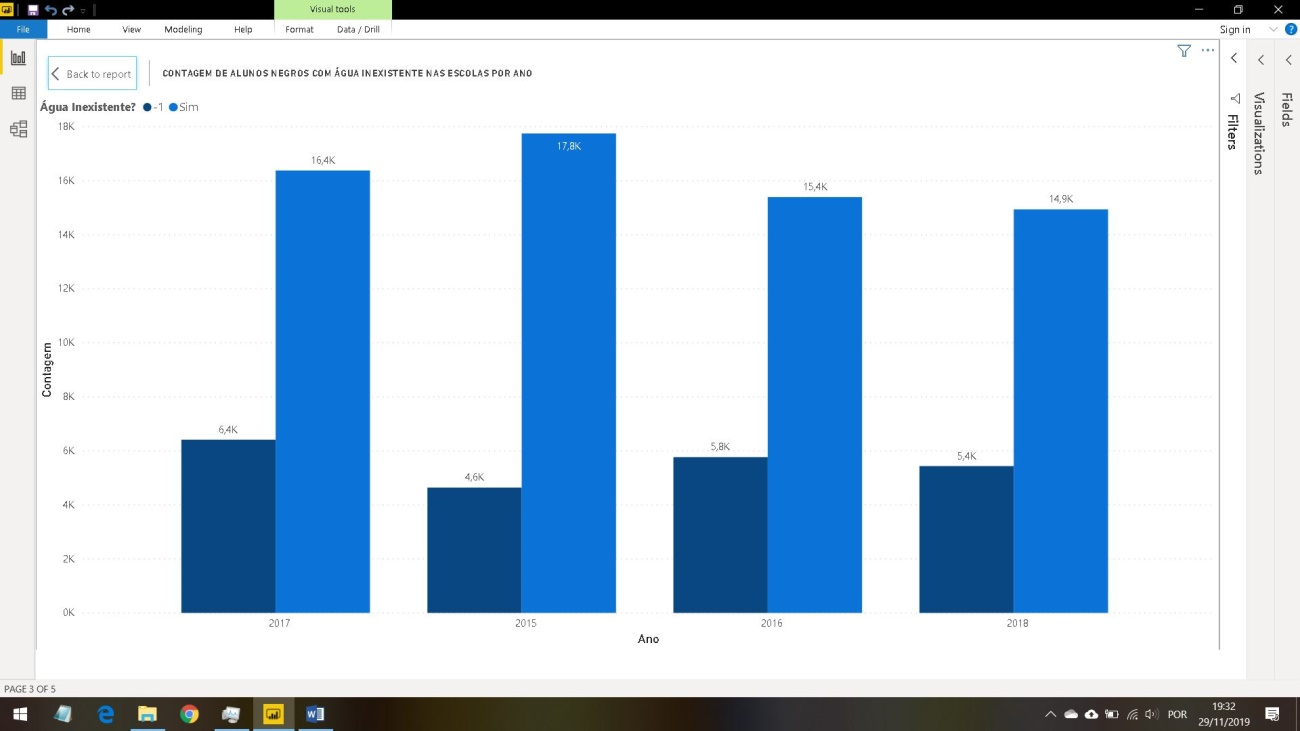 Visual tools
File Home View Modeling Help Format Data / Drill Sign in ?
Back to report CONTAGEM DE ALUNOS NEGROS COM ÁGUA INEXISTENTE NAS ESCOLAS POR ANO
Água Inexistente? -1 Sim
18K
16K
14K
12K
10K
8K
6K
4K
2K
0K
Contagem
6,4K
16,4K
4,6K
17,8K
5,8K
15,4K
5,4K
14,9K
2017 2015 2016 2018
Ano
Filters
Visualizations
Fields
PAGE 3 OF 5
POR
19:32
29/11/2019